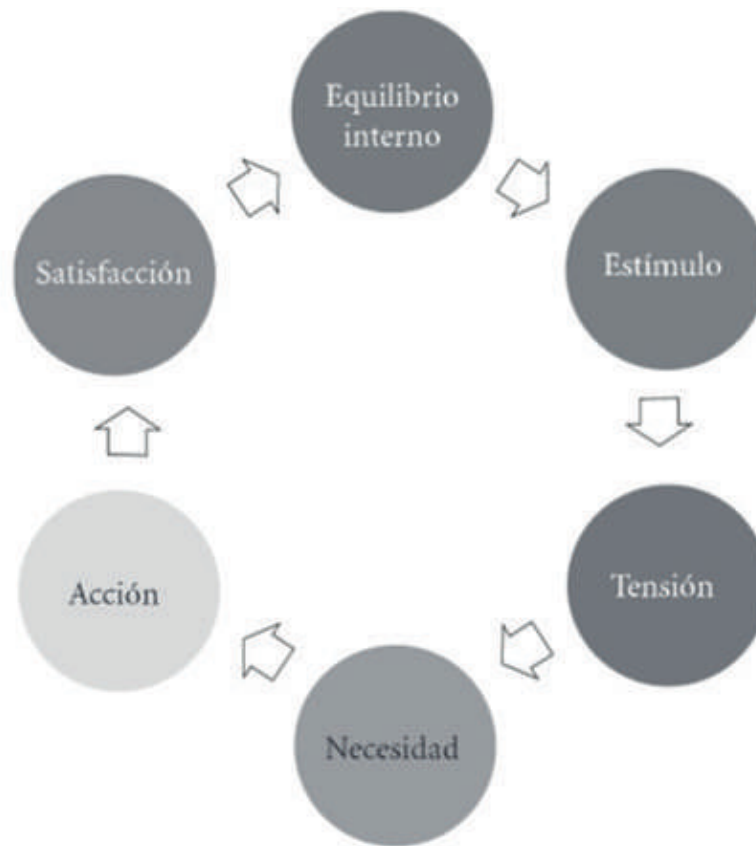 Equilibrio
interno
Estímulo
Tensión
Necesidad
Acción
Satisfacción